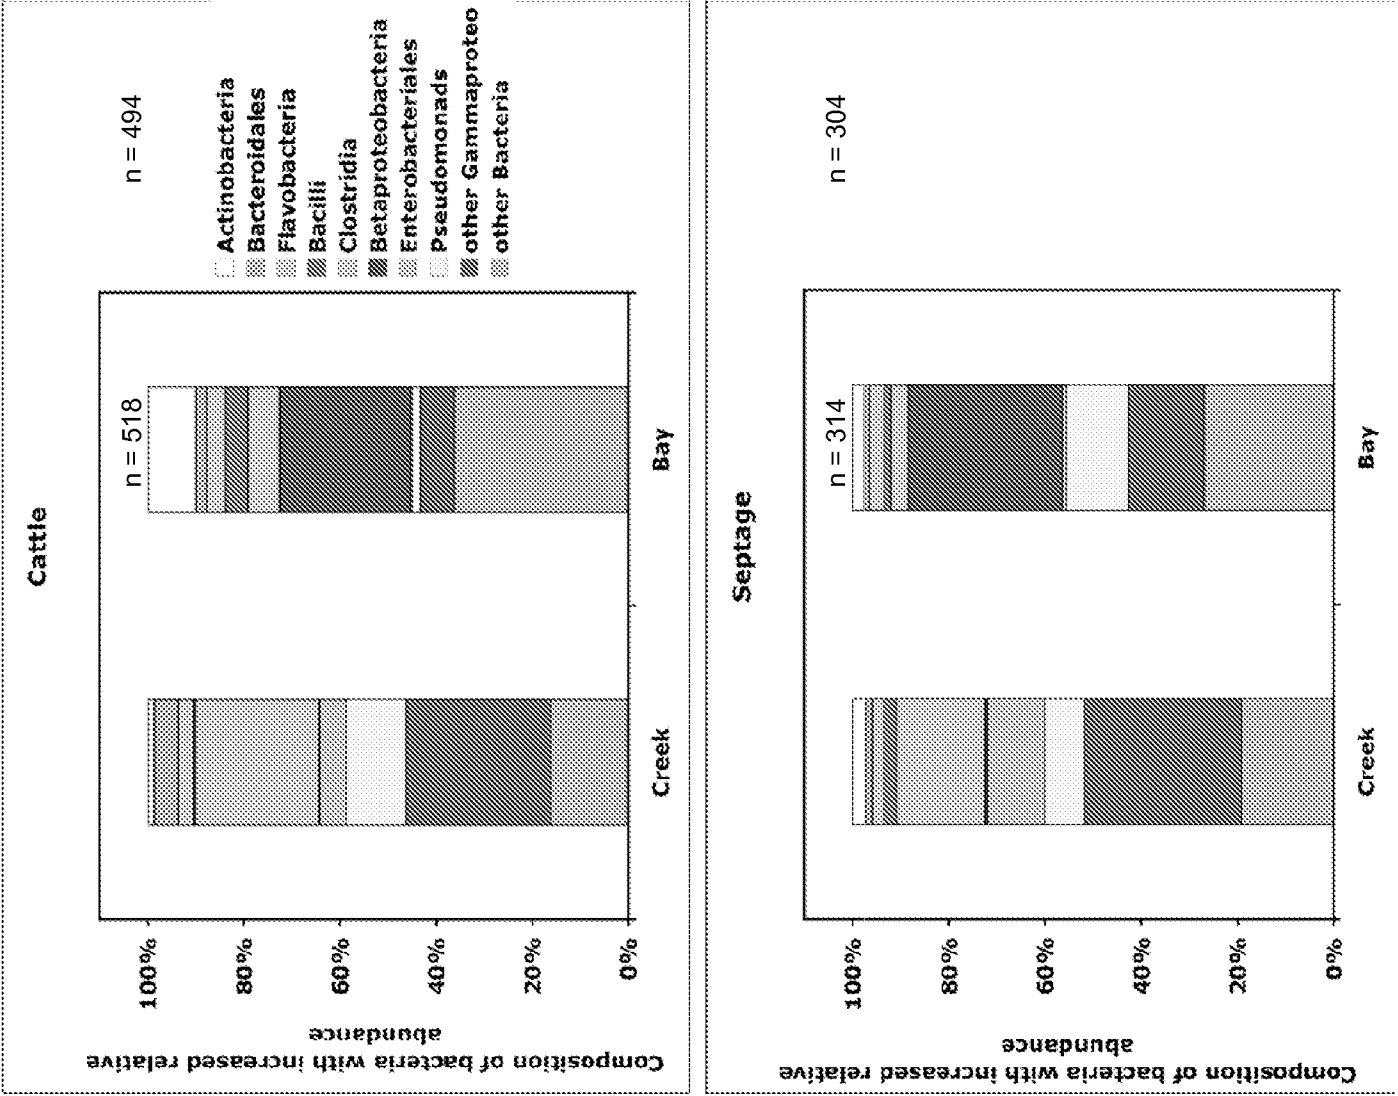 Cattle
n = 518
n = 494
100%
80%
60%
40%
20%
0%
Composition of bacteria with increased relative
abundance
Creek
Bay
Actinobacteria
Bacteroidales
Flavobacteria
Bacilli
Clostridia
Betaproteobacteria
Enterobacteriales
Pseudomonads
other Gammaproteo
other Bacteria
Septage
n = 314
n = 304
100%
80%
60%
40%
20%
0%
Composition of bacteria with increased relative
abundance
Creek
Bay